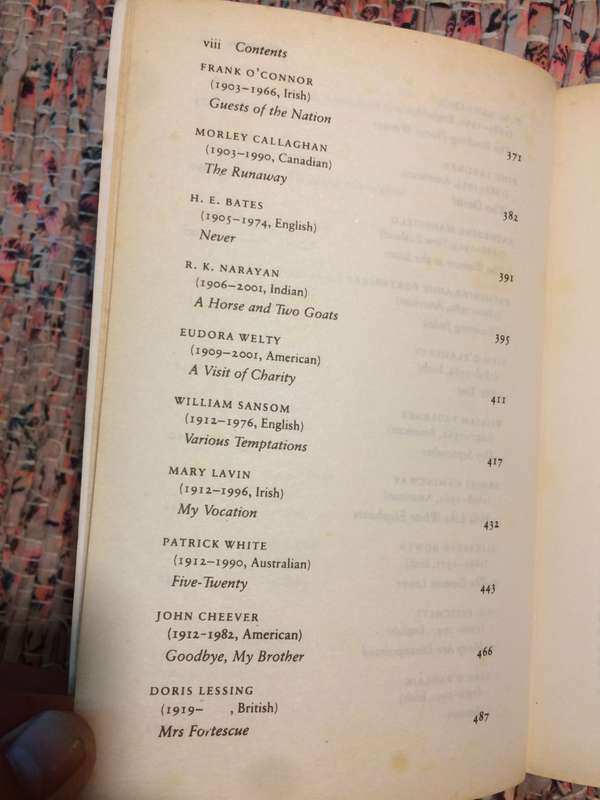 viii Contents
FRANK O'CONNOR
(1903–1966, Irish)
Guests of the Nation 371
MORLEY CALLAGHAN
(1903–1990, Canadian)
The Runaway 382
H. E. BATES
(1905–1974, English)
Never 391
R. K. NARAYAN
(1906–2001, Indian)
A Horse and Two Goats 395
EUDORA WELTY
(1909–2001, American)
A Visit of Charity 411
WILLIAM SANSOM
(1912–1976, English)
Various Temptations 417
MARY LAVIN
(1912–1996, Irish)
My Vocation 432
PATRICK WHITE
(1912–1990, Australian)
Five-Twenty 443
JOHN CHEEVER
(1912–1982, American)
Goodbye, My Brother 466
DORIS LESSING
(1919– , British)
Mrs Fortescue 487